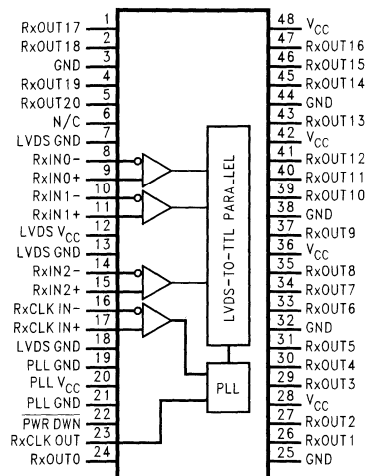 RxOUT17 1
RxOUT18 2
GND 3
RxOUT19 4
RxOUT20 5
N/C 6
LVDS GND 7
RxIN0- 8
RxIN0+ 9
RxIN1- 10
RxIN1+ 11
LVDS VCC 12
LVDS GND 13
RxIN2- 14
RxIN2+ 15
RxCLK IN- 16
RxCLK IN+ 17
LVDS GND 18
PLL GND 19
PLL VCC 20
PLL GND 21
PWR DWN 22
RxCLK OUT 23
RxOUT0 24
LVDS-TO-TTL PARALLEL
PLL
48 VCC
47 RxOUT16
46 RxOUT15
45 RxOUT14
44 GND
43 RxOUT13
42 VCC
41 RxOUT12
40 RxOUT11
39 RxOUT10
38 GND
37 RxOUT9
36 VCC
35 RxOUT8
34 RxOUT7
33 RxOUT6
32 GND
31 RxOUT5
30 RxOUT4
29 RxOUT3
28 VCC
27 RxOUT2
26 RxOUT1
25 GND